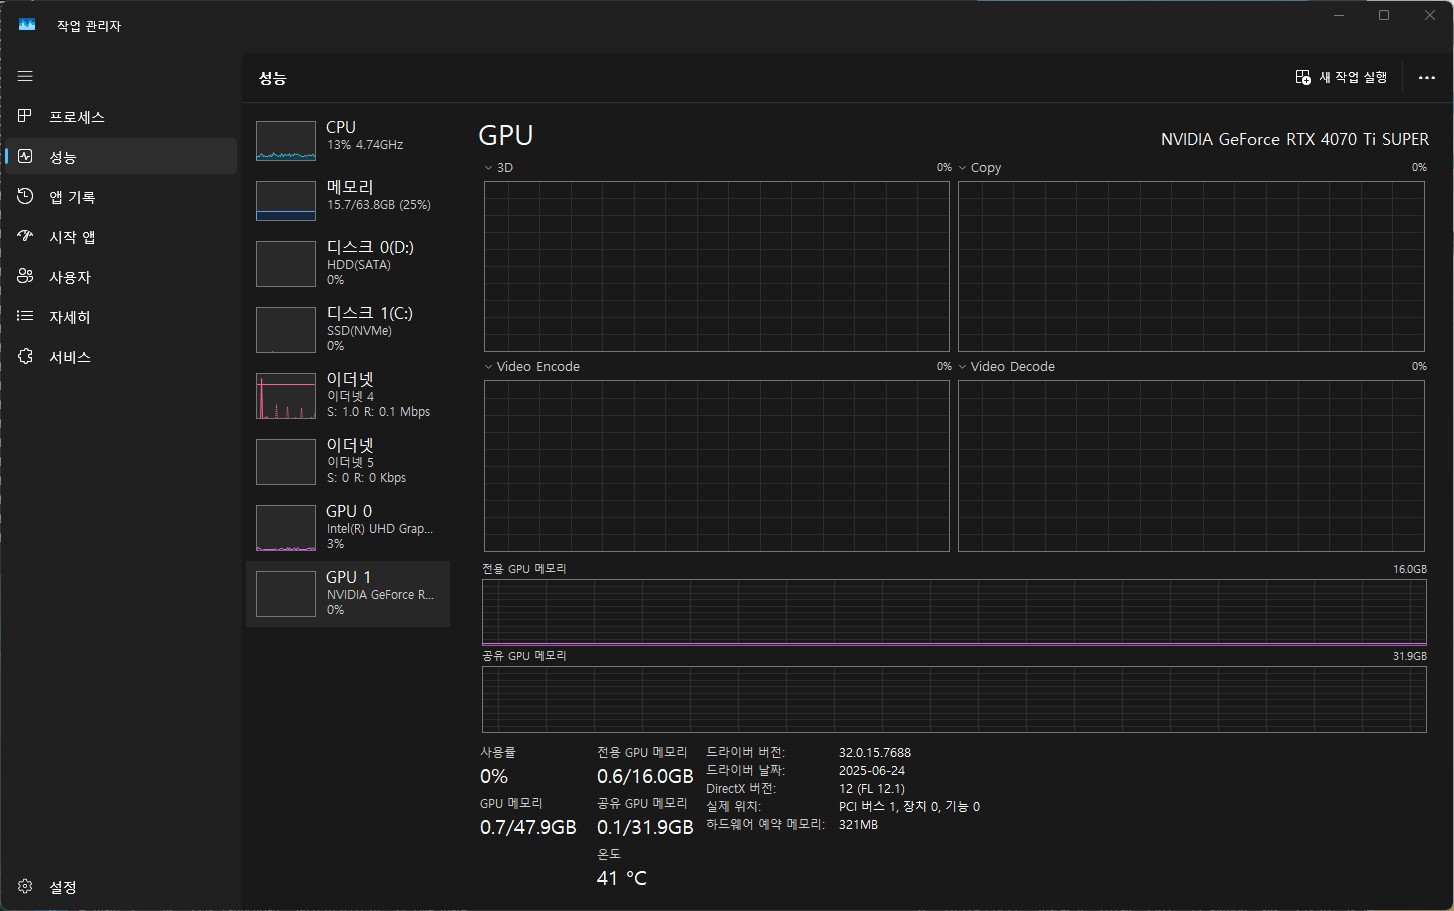 작업 관리자
성능
새 작업 실행
프로세스
성능
앱 기록
시작 앱
사용자
자세히
서비스
설정
CPU
13% 4.74GHz
메모리
15.7/63.8GB (25%)
디스크 0(D:)
HDD(SATA)
0%
디스크 1(C:)
SSD(NVMe)
0%
이더넷
이더넷 4
S: 1.0 R: 0.1 Mbps
이더넷
이더넷 5
S: 0 R: 0 Kbps
GPU 0
Intel(R) UHD Grap...
3%
GPU 1
NVIDIA GeForce R...
0%
GPU
NVIDIA GeForce RTX 4070 Ti SUPER
3D 0%
Copy 0%
Video Encode 0%
Video Decode 0%
전용 GPU 메모리 16.0GB
공유 GPU 메모리 31.9GB
사용률
0%
GPU 메모리
0.7/47.9GB
전용 GPU 메모리
0.6/16.0GB
공유 GPU 메모리
0.1/31.9GB
온도
41 °C
드라이버 버전: 32.0.15.7688
드라이버 날짜: 2025-06-24
DirectX 버전: 12 (FL 12.1)
실제 위치: PCI 버스 1, 장치 0, 기능 0
하드웨어 예약 메모리: 321MB